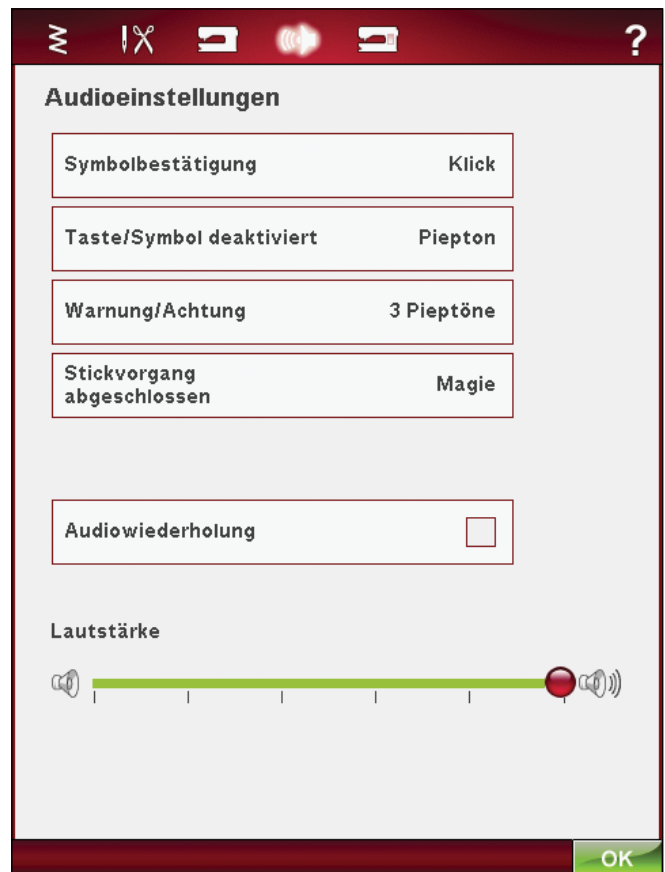 ?
Audioeinstellungen
Symbolbestätigung Klick
Taste/Symbol deaktiviert Piepton
Warnung/Achtung 3 Pieptöne
Stickvorgang
abgeschlossen Magie
Audiowiederholung
Lautstärke
OK